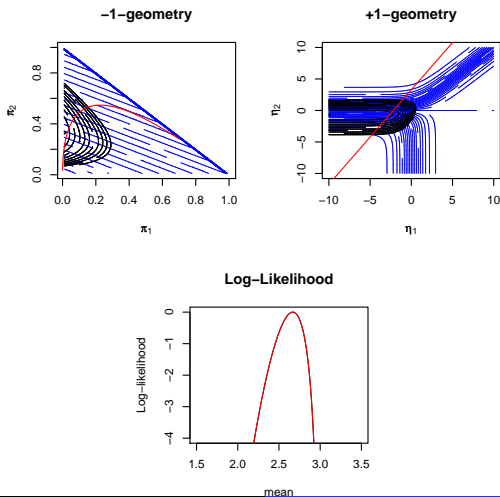 −1−geometry
+1−geometry
π2
0.0 0.4 0.8
0.0 0.2 0.4 0.6 0.8 1.0
π1
η2
−10 −5 0 5 10
−10 −5 0 5 10
η1
Log−Likelihood
Log−likelihood
−4 −3 −2 −1 0
1.5 2.0 2.5 3.0 3.5
mean